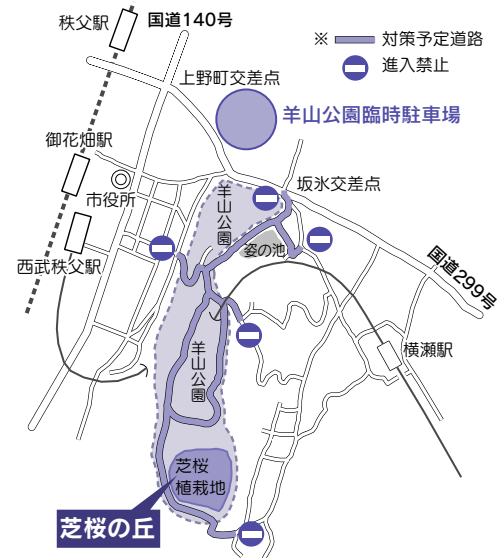 秩父駅
国道140号
※ 対策予定道路
進入禁止
上野町交差点
羊山公園臨時駐車場
御花畑駅
市役所
羊山公園
坂氷交差点
姿の池
西武秩父駅
国道299号
羊山公園
横瀬駅
芝桜
植栽地
芝桜の丘